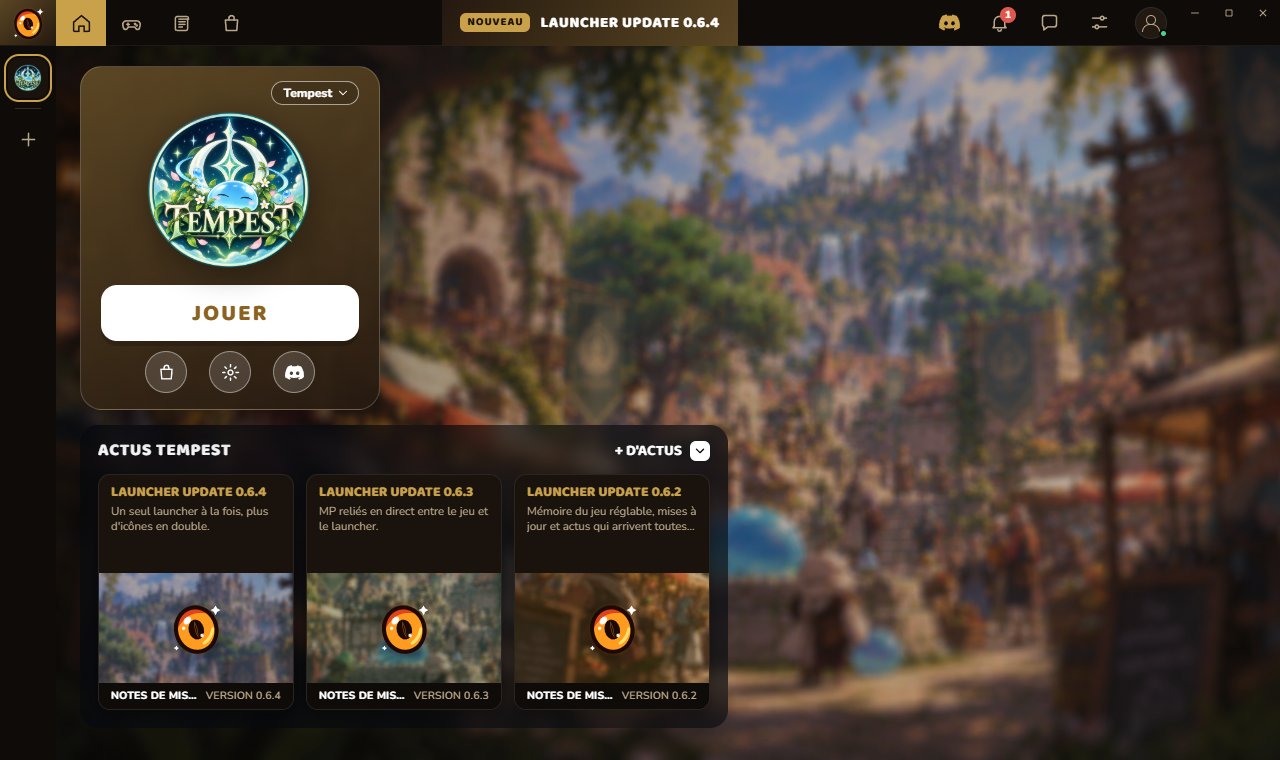 NOUVEAU LAUNCHER UPDATE 0.6.4
1
Tempest
TEMPEST
TEMPEST
JOUER
ACTUS TEMPEST
+ D'ACTUS
LAUNCHER UPDATE 0.6.4
Un seul launcher à la fois, plus
d'icônes en double.
NOTES DE MIS...
VERSION 0.6.4
LAUNCHER UPDATE 0.6.3
MP reliés en direct entre le jeu et
le launcher.
NOTES DE MIS...
VERSION 0.6.3
LAUNCHER UPDATE 0.6.2
Mémoire du jeu réglable, mises à
jour et actus qui arrivent toutes...
NOTES DE MIS...
VERSION 0.6.2